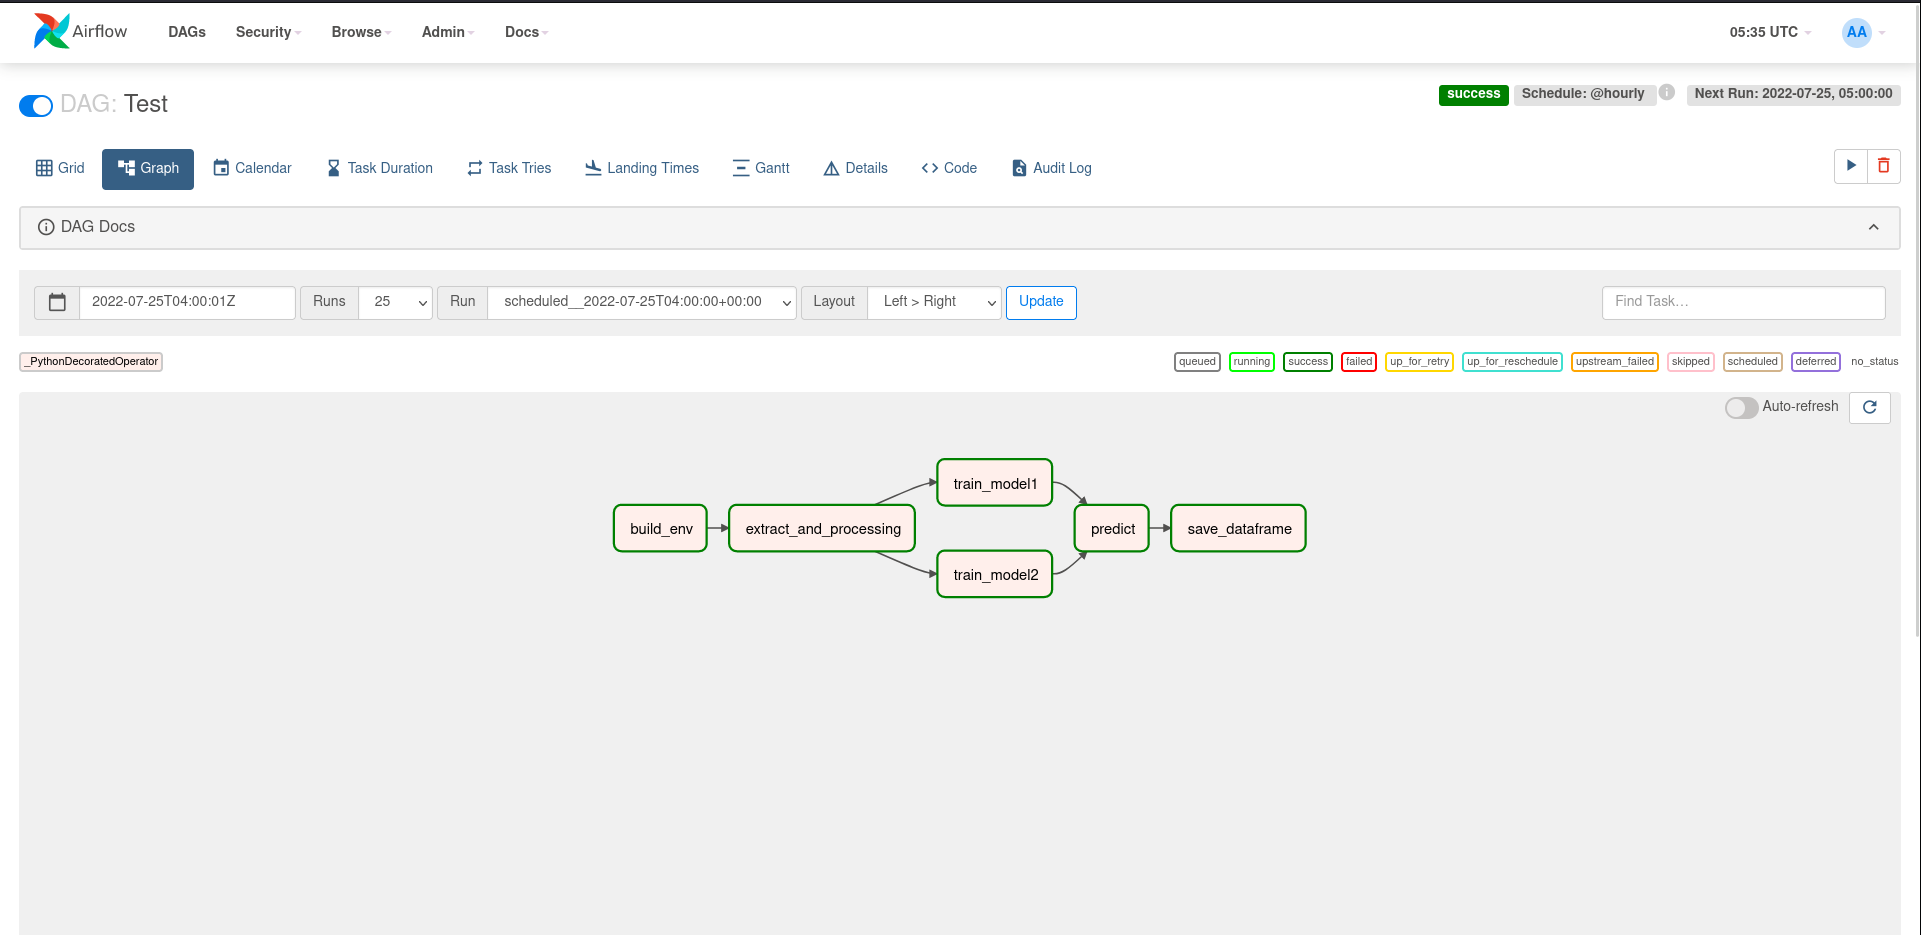 Airflow DAGs Security Browse Admin Docs 05:35 UTC AA
DAG: Test success Schedule: @hourly Next Run: 2022-07-25, 05:00:00
Grid Graph Calendar Task Duration Task Tries Landing Times Gantt Details Code Audit Log
DAG Docs
2022-07-25T04:00:01Z Runs 25 Run scheduled__2022-07-25T04:00:00+00:00 Layout Left > Right Update Find Task...
_PythonDecoratedOperator queued running success failed up_for_retry up_for_reschedule upstream_failed skipped scheduled deferred no_status
Auto-refresh
train_model1
build_env extract_and_processing predict save_dataframe
train_model2